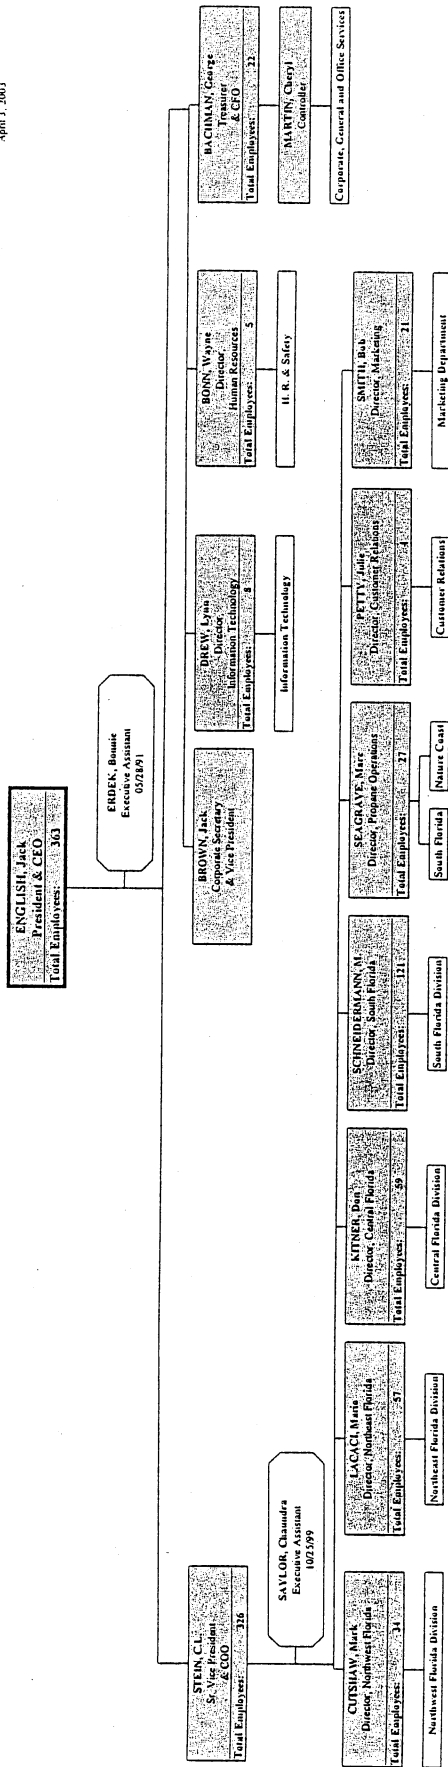 April 3, 2003
ENGLISH, Jack
President & CEO
Total Employees: 363
ERDEK, Bonnie
Executive Assistant
05/28/91
STEIN, C.L.
Sr. Vice President
& COO
Total Employees: 326
BROWN, Jack
Corporate Secretary
& Vice President
DREW, Lynn
Director,
Information Technology
Total Employees: 8
Information Technology
BONN, Wayne
Director,
Human Resources
Total Employees: 5
H. R. & Safety
BACHMAN, George
Treasurer
& CFO
Total Employees: 22
MARTIN, Cheryl
Controller
Corporate, General and Office Services
SAYLOR, Chaundra
Executive Assistant
10/25/99
CUTSHAW, Mark
Director, Northwest Florida
Total Employees: 34
Northwest Florida Division
LACACI, Maria
Director, Northeast Florida
Total Employees: 57
Northeast Florida Division
KITNER, Don
Director, Central Florida
Total Employees: 59
Central Florida Division
SCHNEIDERMANN, M.
Director, South Florida
Total Employees: 121
South Florida Division
SEAGRAVE, Marc
Director, Propane Operations
Total Employees: 27
South Florida
Nature Coast
PETTY, Julie
Director, Customer Relations
Total Employees:
Customer Relations
SMITH, Bob
Director, Marketing
Total Employees: 21
Marketing Department